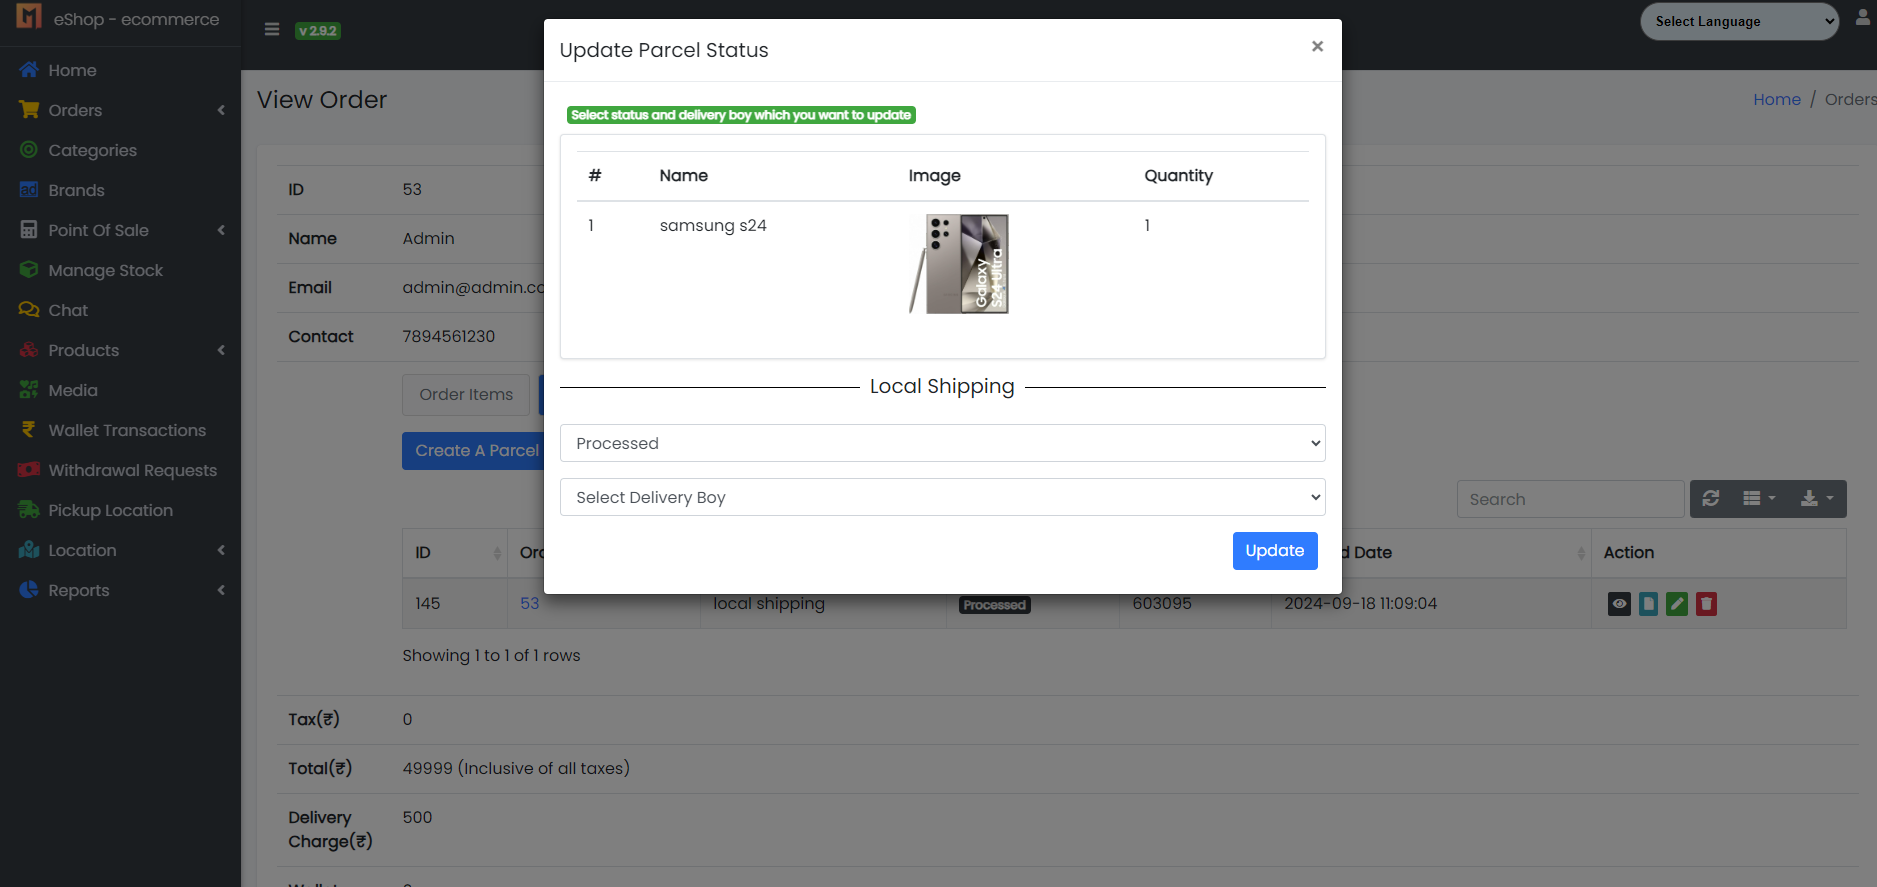 eShop - ecommerce
v 2.9.2
Select Language
Home
Orders
Categories
Brands
Point Of Sale
Manage Stock
Chat
Products
Media
Wallet Transactions
Withdrawal Requests
Pickup Location
Location
Reports
View Order
Home / Orders
ID 53
Name Admin
Email admin@admin.co
Contact 7894561230
Order Items
Create A Parcel
Update Parcel Status
×
Select status and delivery boy which you want to update
# Name Image Quantity
1 samsung s24 1
Galaxy
S24 Ultra
Local Shipping
Processed
Select Delivery Boy
Update
Search
ID Ord d Date Action
145 53 local shipping Processed 603095 2024-09-18 11:09:04
Showing 1 to 1 of 1 rows
Tax(₹) 0
Total(₹) 49999 (Inclusive of all taxes)
Delivery 500
Charge(₹)